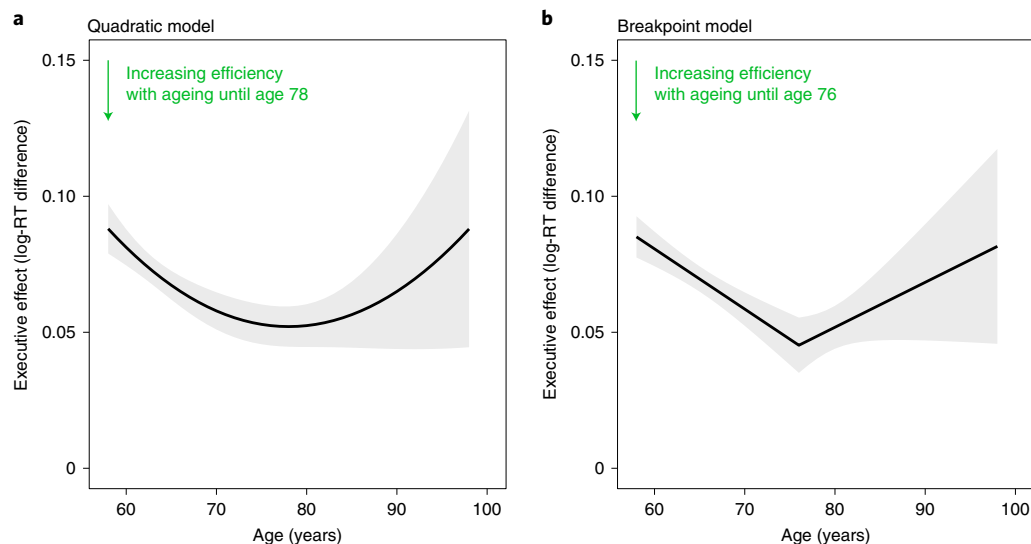 a
Quadratic model
0.15
0.10
0.05
0
Executive effect (log-RT difference)
Increasing efficiency
with ageing until age 78
60 70 80 90 100
Age (years)
b
Breakpoint model
0.15
0.10
0.05
0
Executive effect (log-RT difference)
Increasing efficiency
with ageing until age 76
60 70 80 90 100
Age (years)